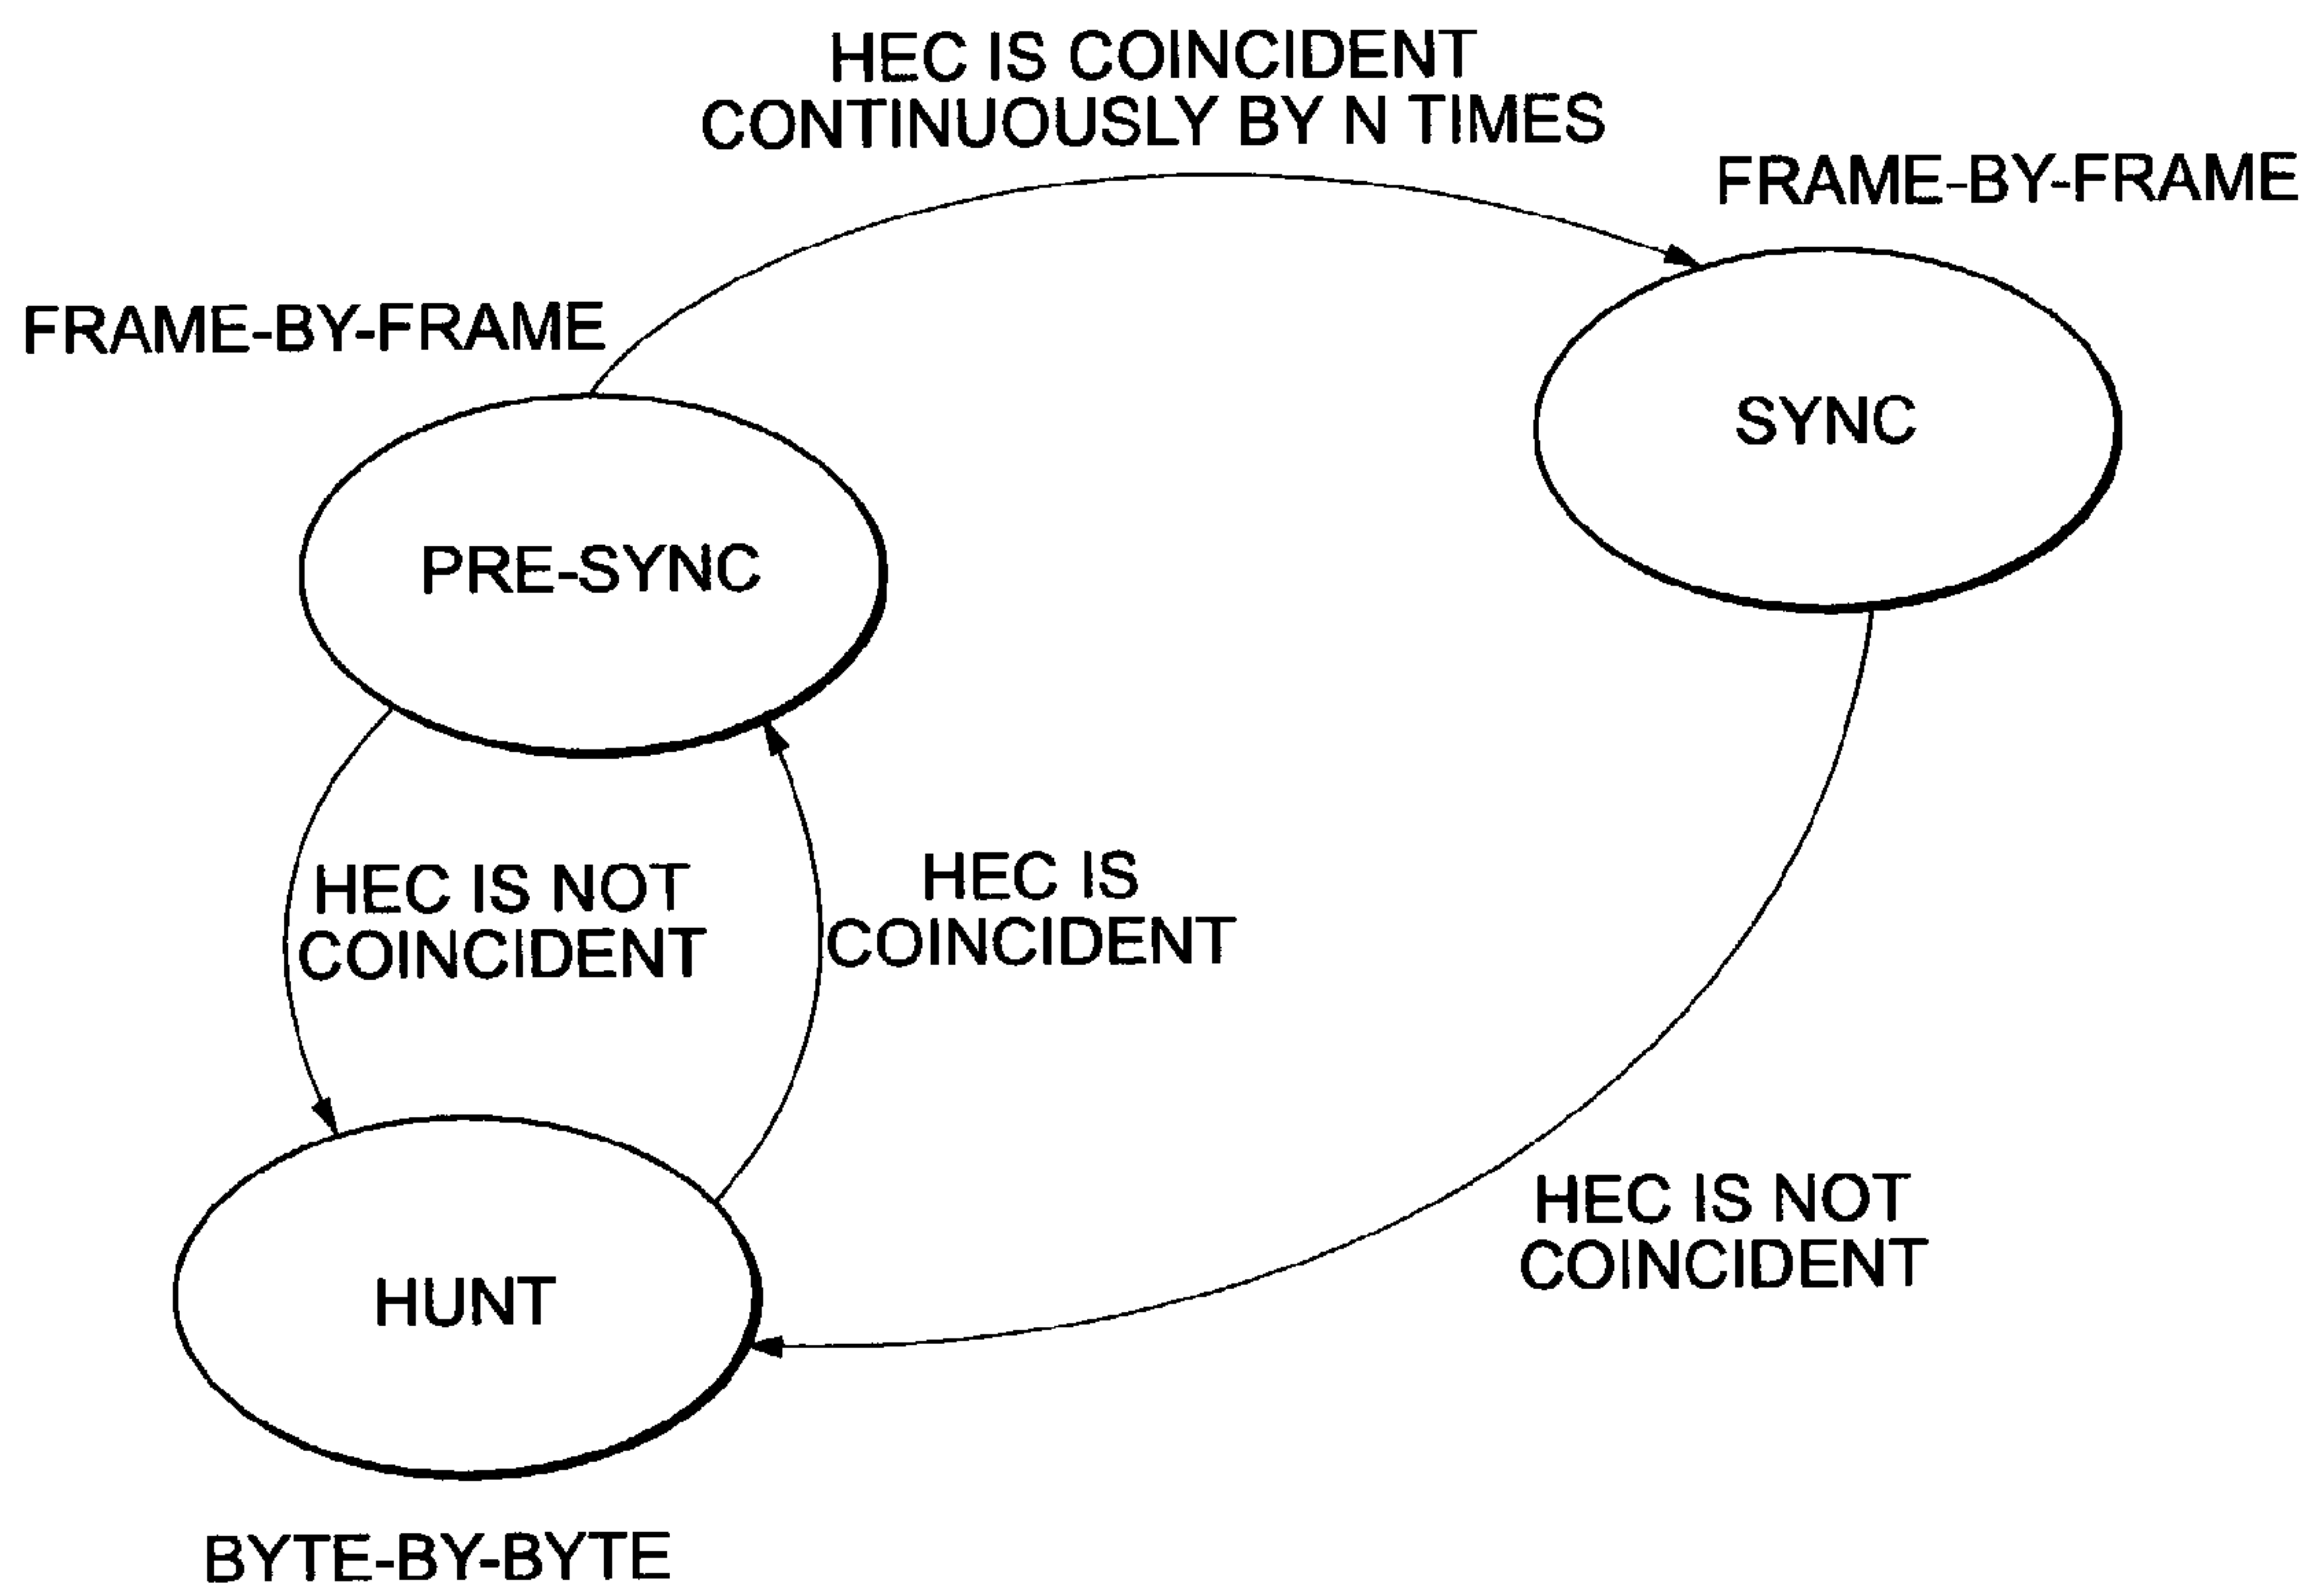 HEC IS COINCIDENT
CONTINUOUSLY BY N TIMES
FRAME-BY-FRAME
FRAME-BY-FRAME
SYNC
PRE-SYNC
HEC IS NOT
COINCIDENT
HEC IS
COINCIDENT
HEC IS NOT
COINCIDENT
HUNT
BYTE-BY-BYTE